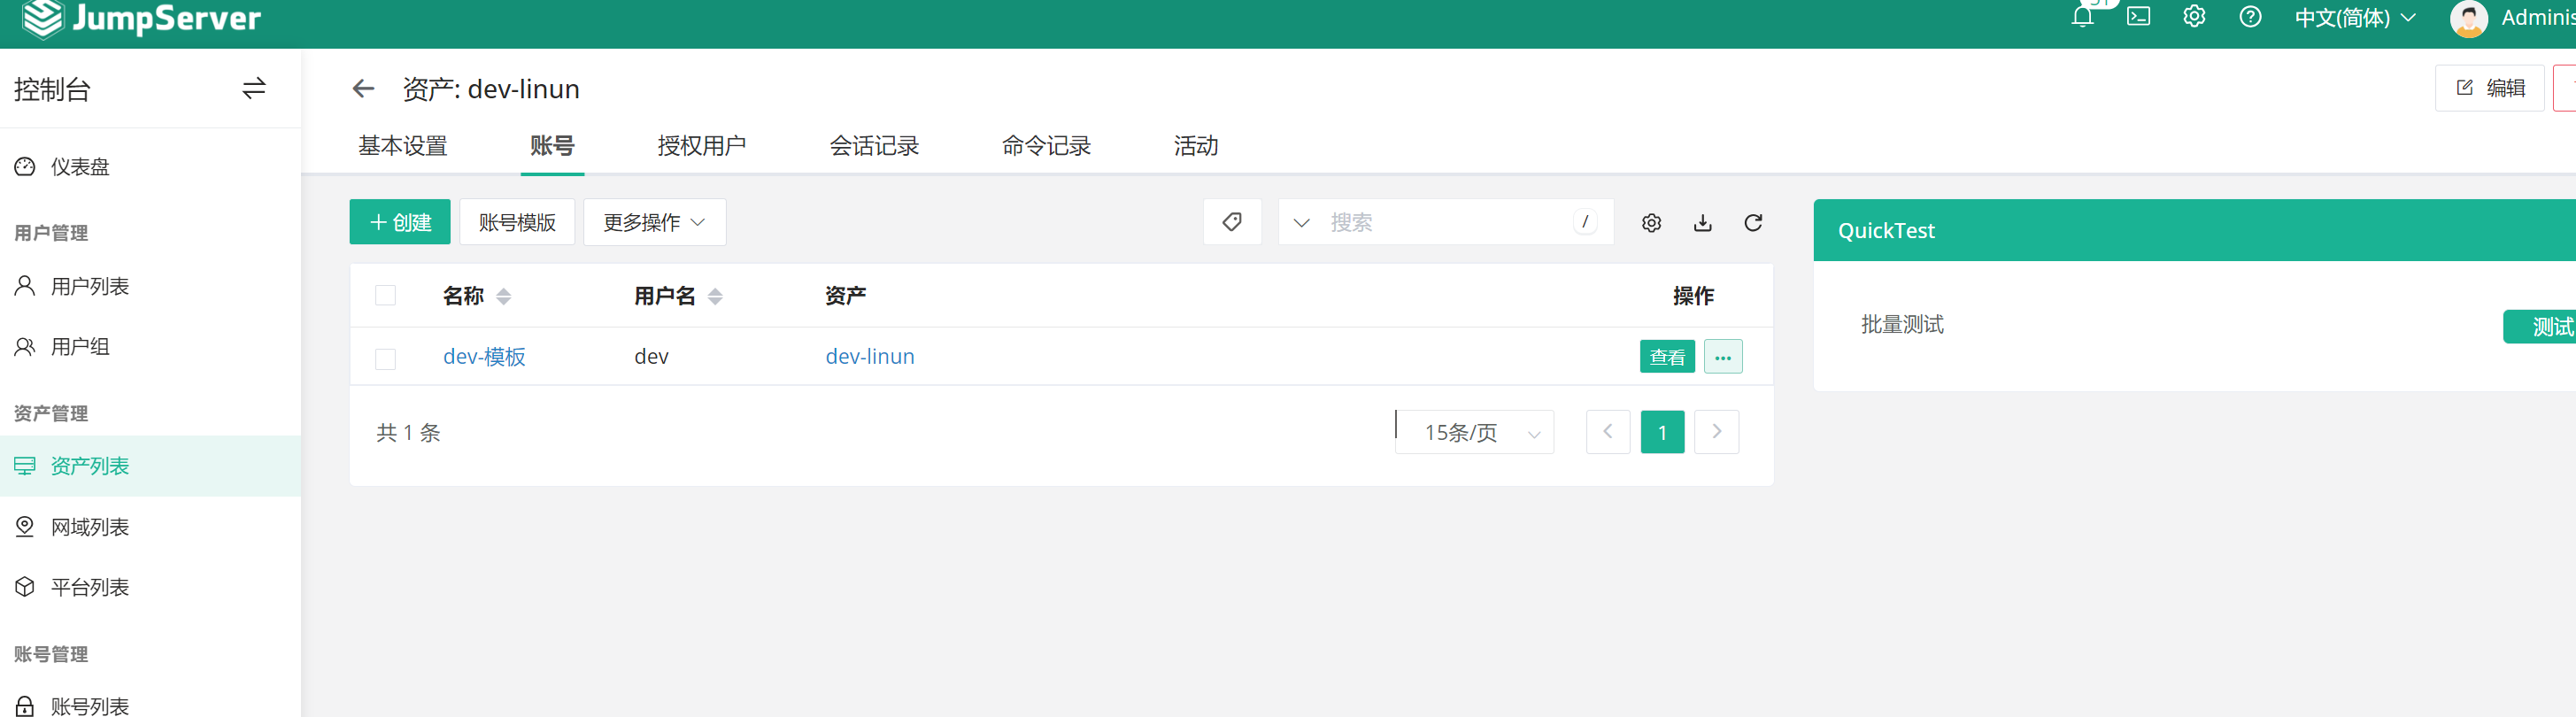 JumpServer
中文(简体)
控制台
资产: dev-linun
编辑
基本设置
账号
授权用户
会话记录
命令记录
活动
仪表盘
用户管理
用户列表
用户组
资产管理
资产列表
网域列表
平台列表
账号管理
账号列表
创建
账号模版
更多操作
搜索
/
QuickTest
名称
用户名
资产
操作
批量测试
测试
dev-模板
dev
dev-linun
查看
共 1 条
15条/页
1